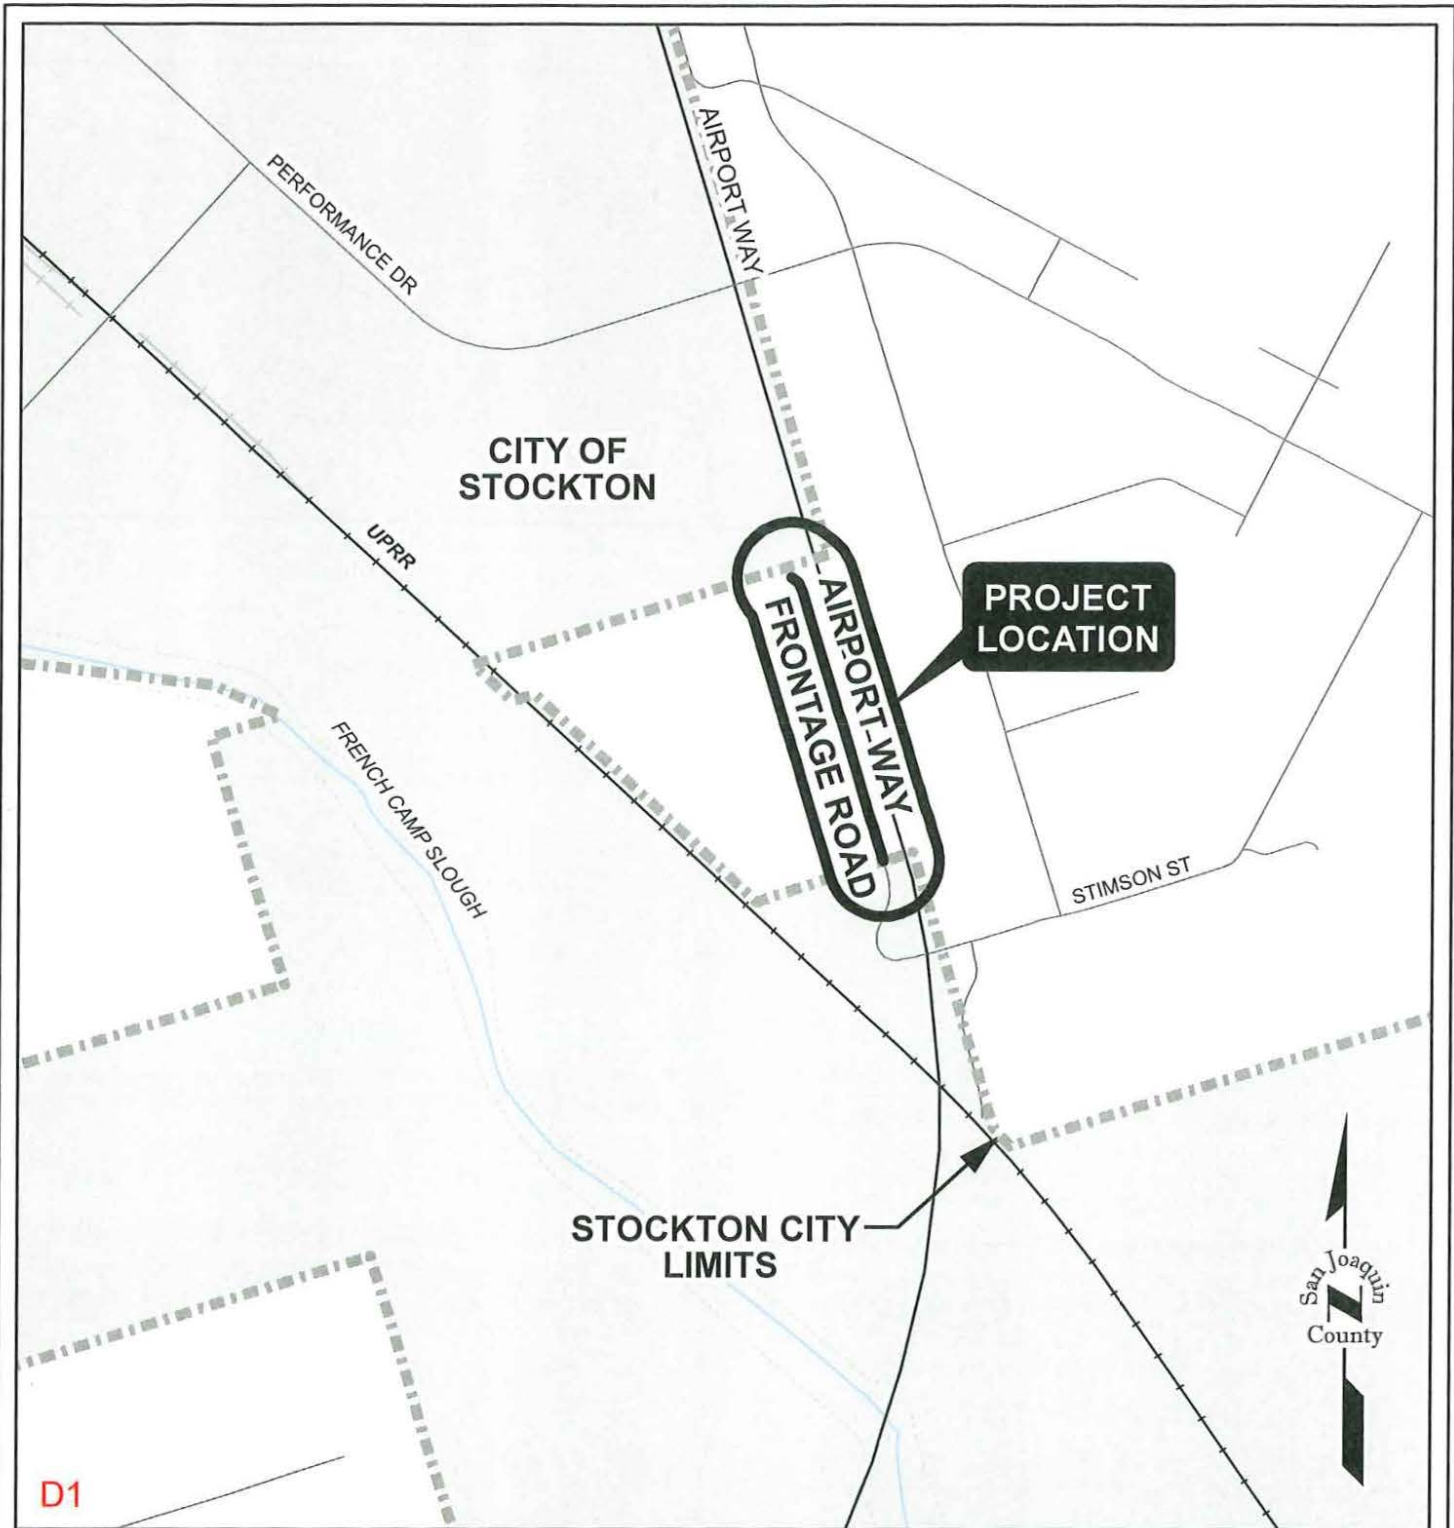 AIRPORT WAY
PERFORMANCE DR
CITY OF
STOCKTON
UPRR
PROJECT
LOCATION
AIRPORT WAY
FRONTAGE ROAD
FRENCH CAMP SLOUGH
STIMSON ST
STOCKTON CITY
LIMITS
San Joaquin
County
D1